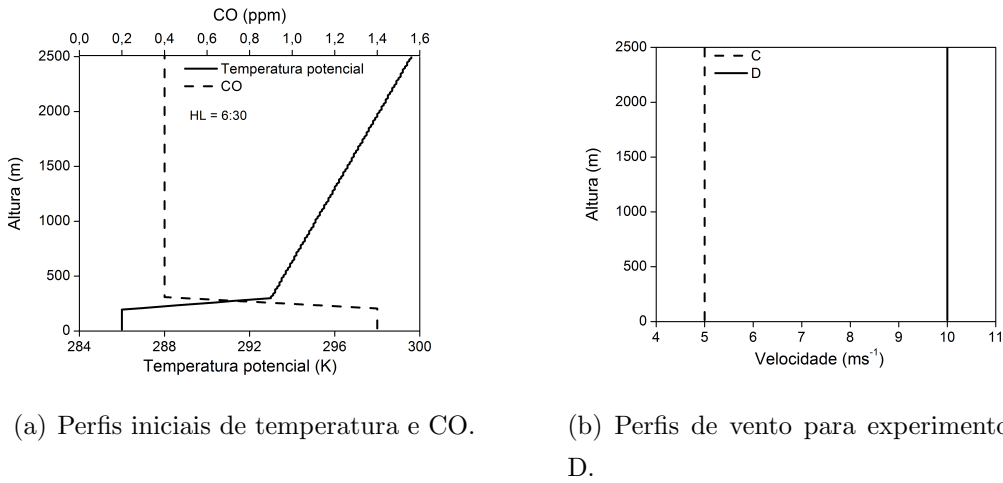 CO (ppm)
0,0 0,2 0,4 0,6 0,8 1,0 1,2 1,4 1,6
2500
2000
1500
1000
500
0
Altura (m)
Temperatura potencial
CO
HL = 6:30
284 288 292 296 300
Temperatura potencial (K)
(a) Perfis iniciais de temperatura e CO.
2500
2000
1500
1000
500
0
Altura (m)
C
D
4 5 6 7 8 9 10 11
Velocidade (ms⁻¹)
(b) Perfis de vento para experimento
D.